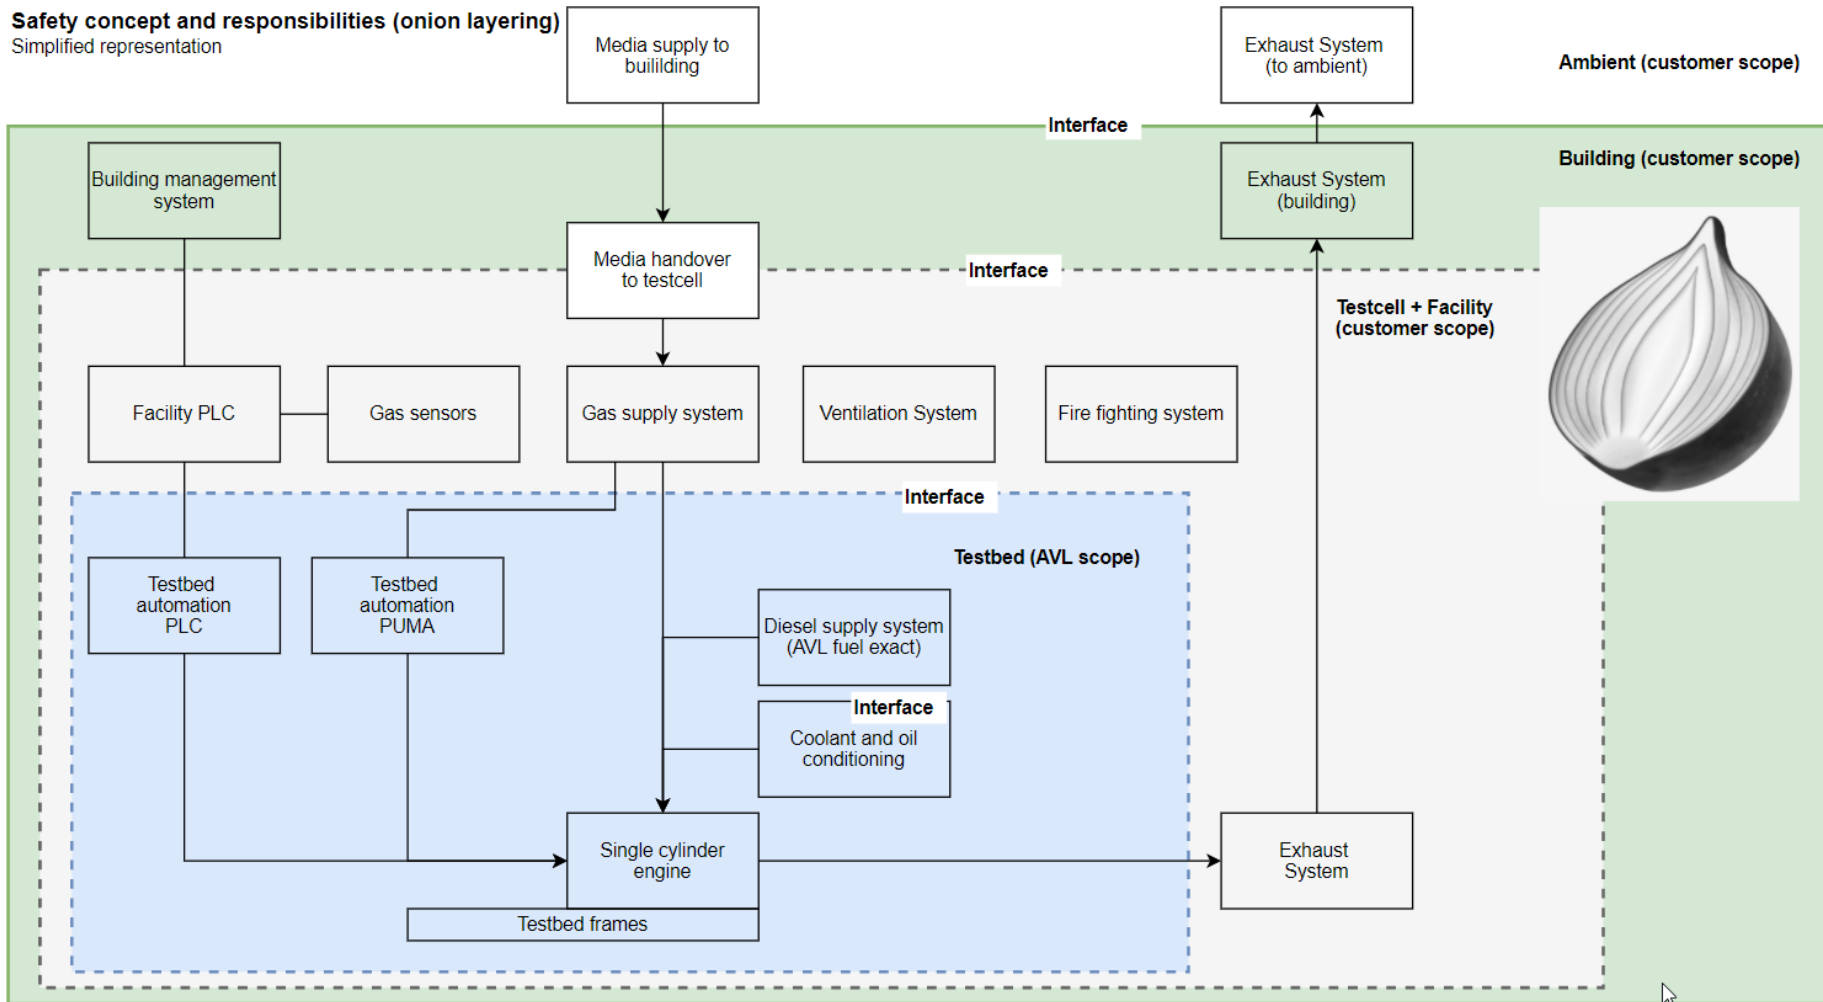 Safety concept and responsibilities (onion layering)
Simplified representation
Media supply to
buililding
Exhaust System
(to ambient)
Ambient (customer scope)
Interface
Building management
system
Exhaust System
(building)
Building (customer scope)
Media handover
to testcell
Interface
Testcell + Facility
(customer scope)
Facility PLC
Gas sensors
Gas supply system
Ventilation System
Fire fighting system
Interface
Testbed (AVL scope)
Testbed
automation
PLC
Testbed
automation
PUMA
Diesel supply system
(AVL fuel exact)
Interface
Coolant and oil
conditioning
Single cylinder
engine
Exhaust
System
Testbed frames